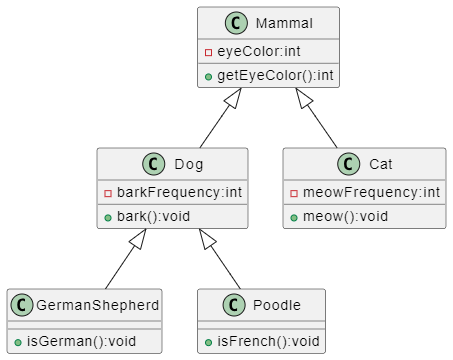 C Mammal
eyeColor:int
getEyeColor():int
C Dog
barkFrequency:int
bark():void
C Cat
meowFrequency:int
meow():void
C GermanShepherd
isGerman():void
C Poodle
isFrench():void